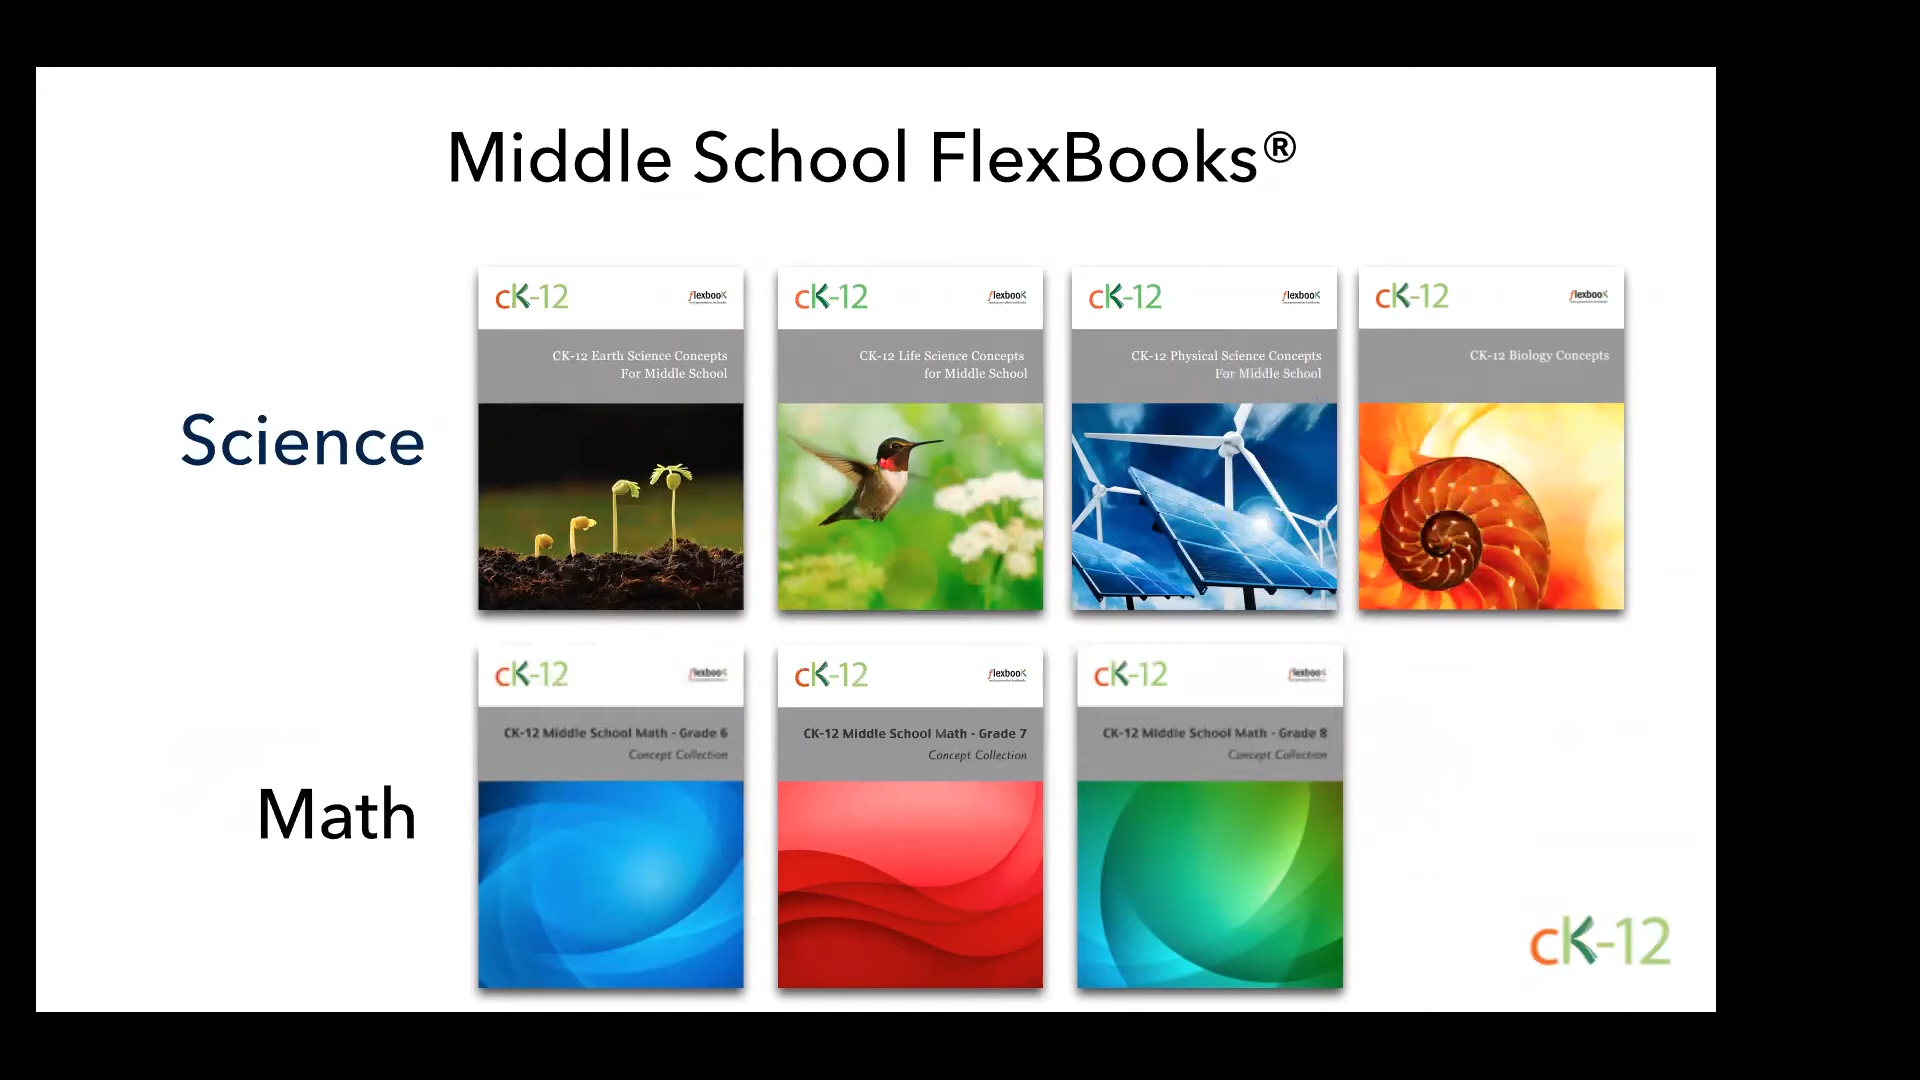 Middle School FlexBooks®
Science
cK-12
flexbook
CK-12 Earth Science Concepts
For Middle School
cK-12
flexbook
CK-12 Life Science Concepts
for Middle School
cK-12
flexbook
CK-12 Physical Science Concepts
For Middle School
cK-12
flexbook
CK-12 Biology Concepts
Math
cK-12
flexbook
CK-12 Middle School Math - Grade 6
Concept Collection
cK-12
flexbook
CK-12 Middle School Math - Grade 7
Concept Collection
cK-12
flexbook
CK-12 Middle School Math - Grade 8
Concept Collection
cK-12